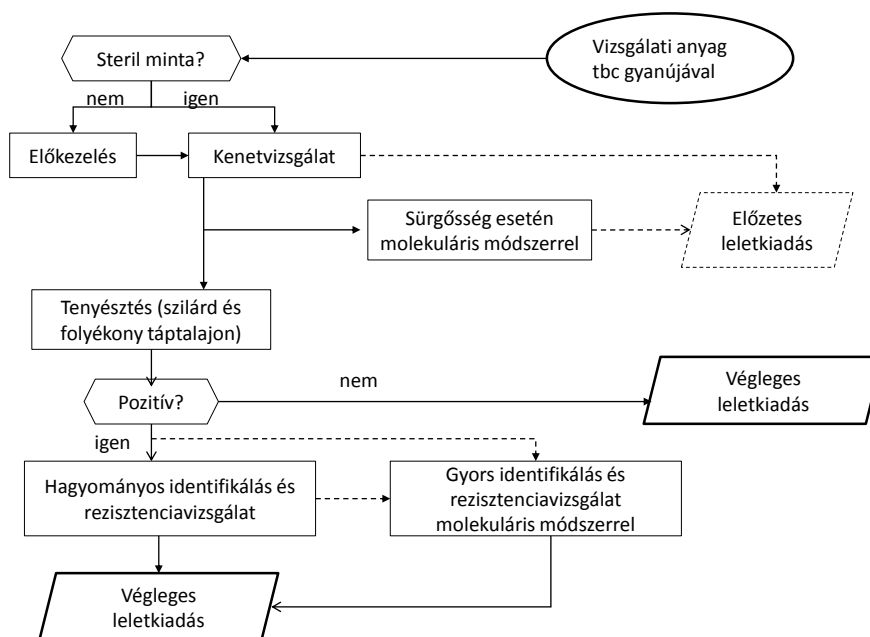 Steril minta?
Vizsgálati anyag
tbc gyanújával
nem
igen
Előkezelés
Kenetvizsgálat
Sürgősség esetén
molekuláris módszerrel
Előzetes
leletkiadás
Tenyésztés (szilárd és
folyékony táptalajon)
Pozitív?
nem
Végleges
leletkiadás
igen
Hagyományos identifikálás és
rezisztenciavizsgálat
Gyors identifikálás és
rezisztenciavizsgálat
molekuláris módszerrel
Végleges
leletkiadás